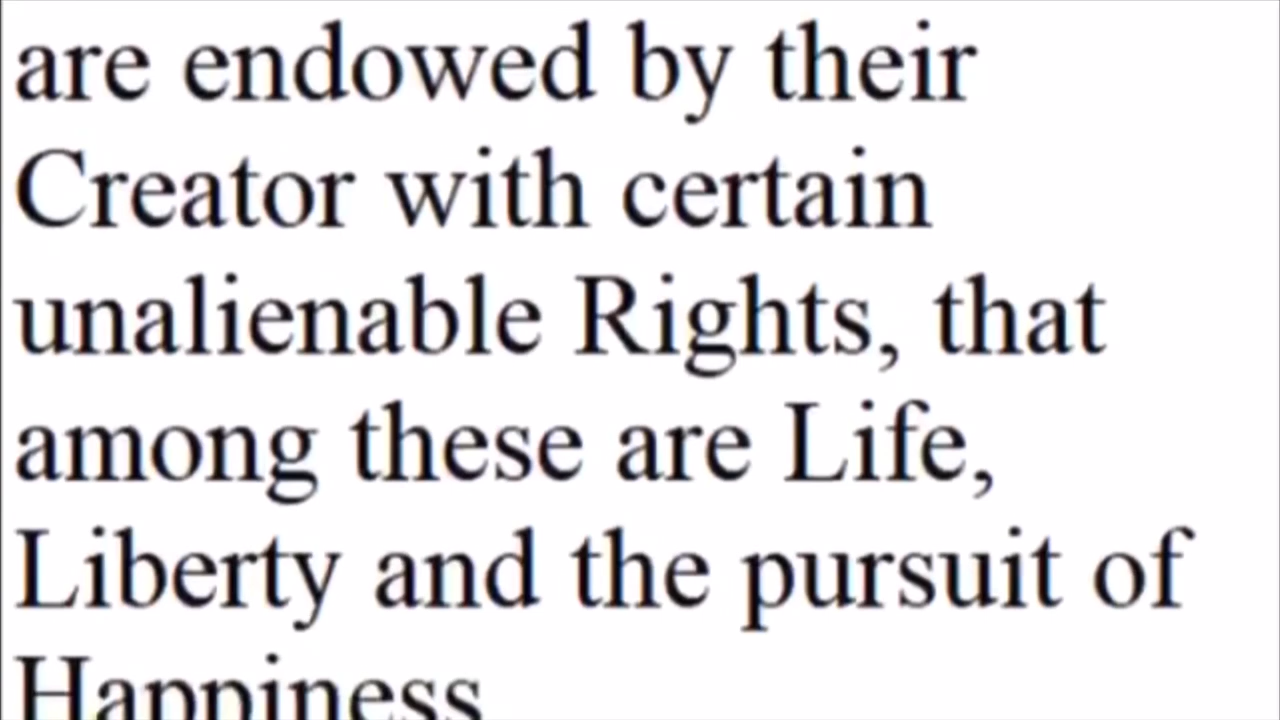 are endowed by their
Creator with certain
unalienable Rights, that
among these are Life,
Liberty and the pursuit of
Happiness